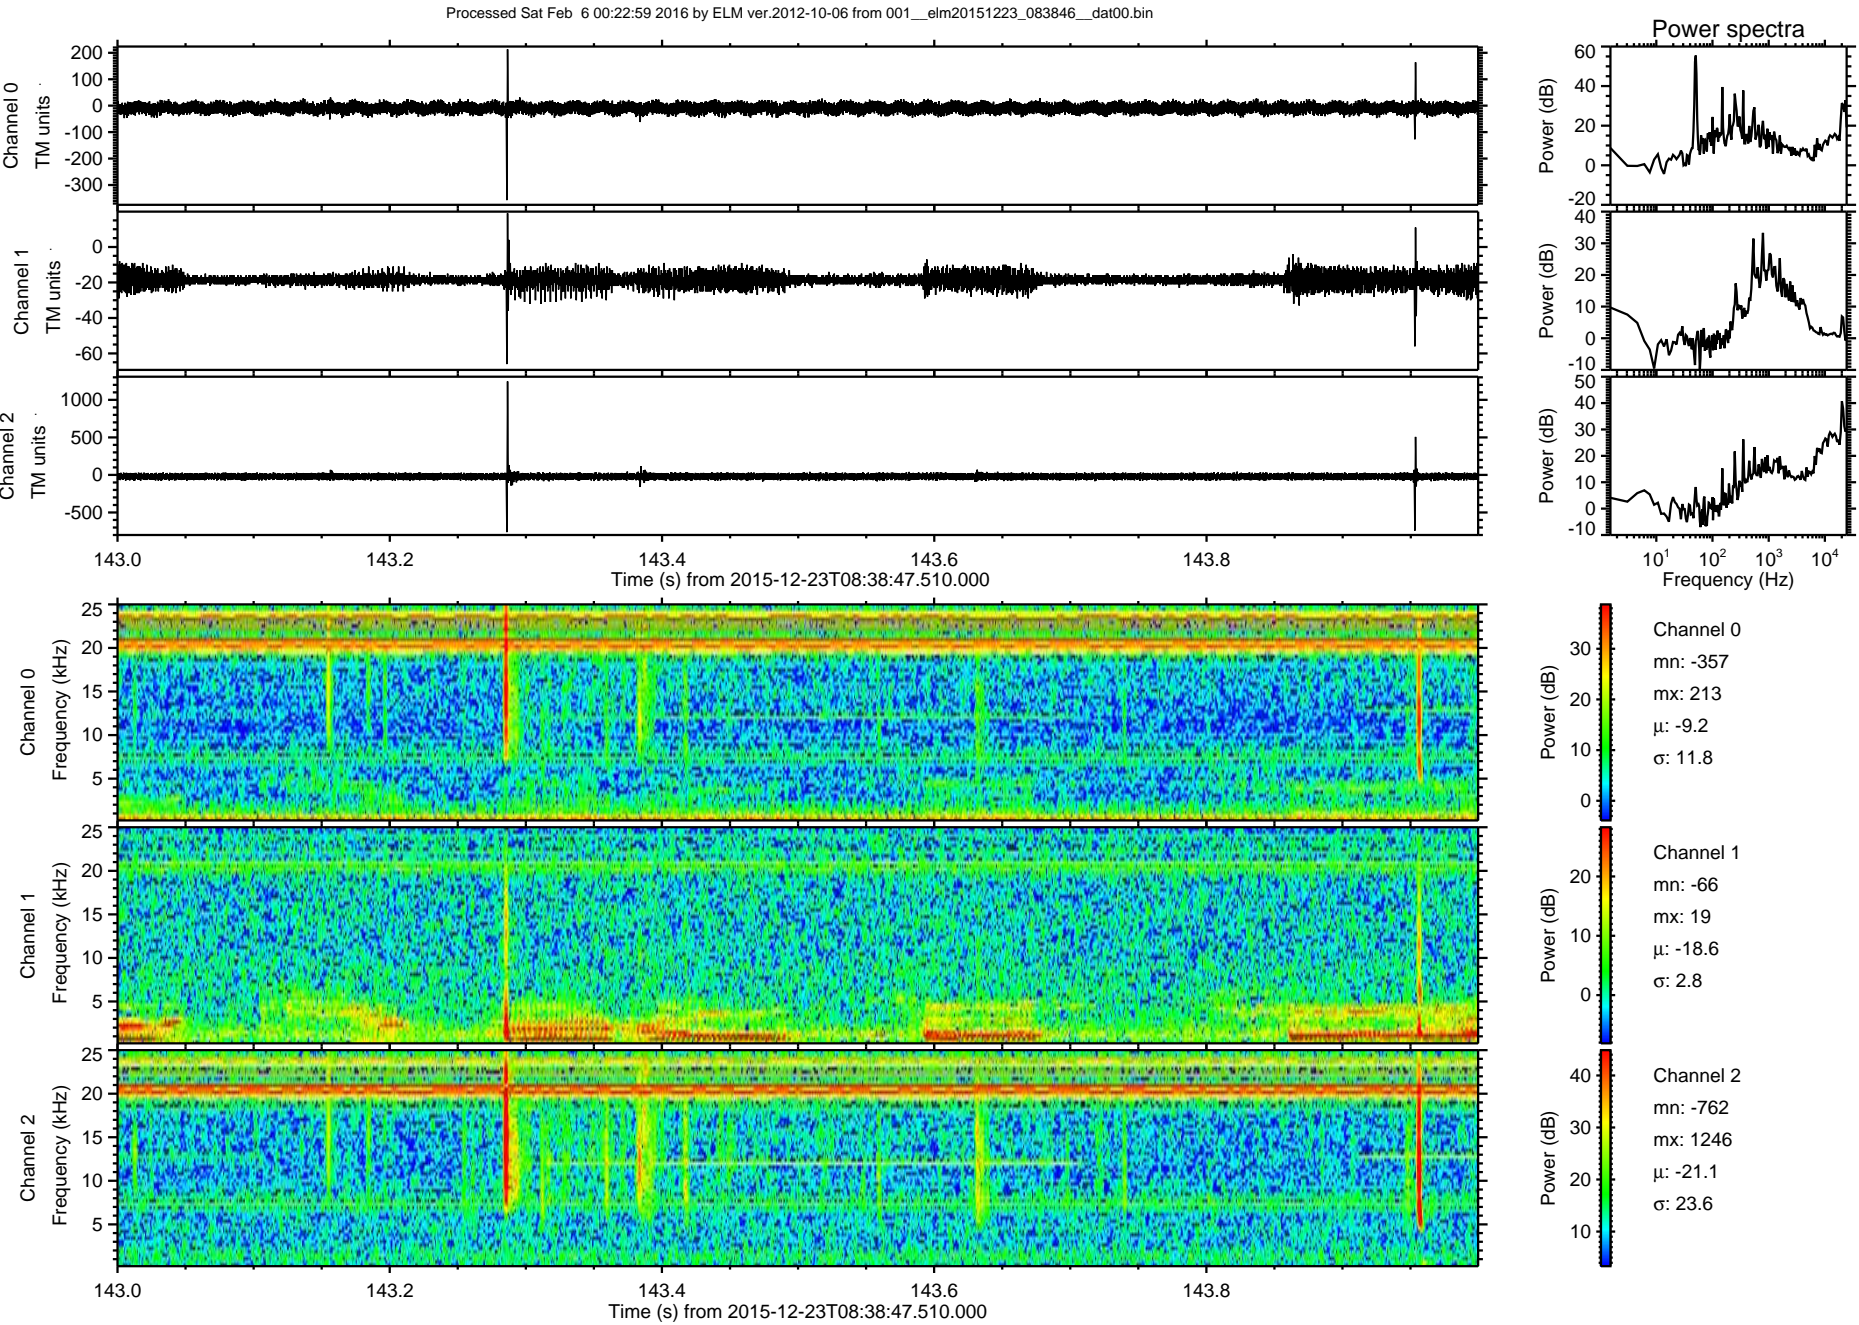 Processed Sat Feb  6 00:22:59 2016 by ELM ver.2012-10-06 from 001__elm20151223_083846__dat00.bin
Power spectra
Channel 0
TM units
200
100
0
-100
-200
-300
Power (dB)
60
40
20
0
-20
Channel 1
TM units
0
-20
-40
-60
Power (dB)
40
30
20
10
0
-10
Channel 2
TM units
1000
500
0
-500
Power (dB)
50
40
30
20
10
0
-10
143.0 143.2 143.4 143.6 143.8
Time (s) from 2015-12-23T08:38:47.510.000
10^1 10^2 10^3 10^4
Frequency (Hz)
Channel 0
Frequency (kHz)
25
20
15
10
5
Power (dB)
30
20
10
0
Channel 0
mn: -357
mx: 213
µ: -9.2
σ: 11.8
Channel 1
Frequency (kHz)
25
20
15
10
5
Power (dB)
20
10
0
Channel 1
mn: -66
mx: 19
µ: -18.6
σ: 2.8
Channel 2
Frequency (kHz)
25
20
15
10
5
Power (dB)
40
30
20
10
Channel 2
mn: -762
mx: 1246
µ: -21.1
σ: 23.6
143.0 143.2 143.4 143.6 143.8
Time (s) from 2015-12-23T08:38:47.510.000